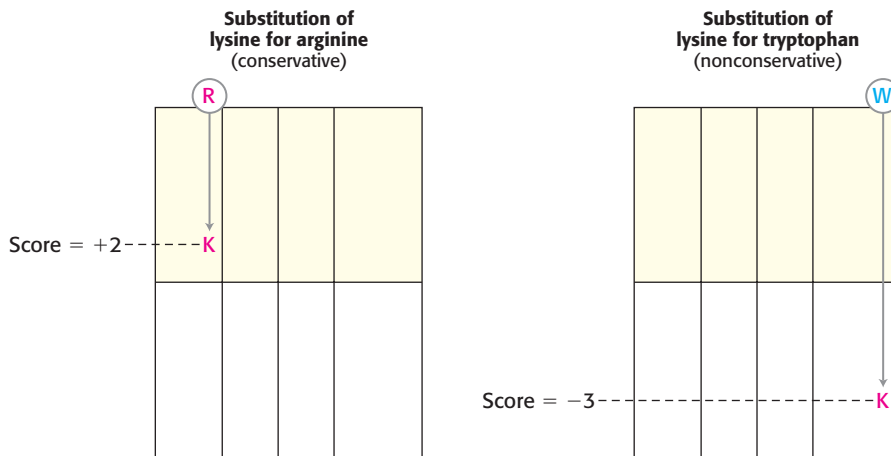 Substitution of
lysine for arginine
(conservative)
R
Score = +2
K
Substitution of
lysine for tryptophan
(nonconservative)
W
Score = −3
K